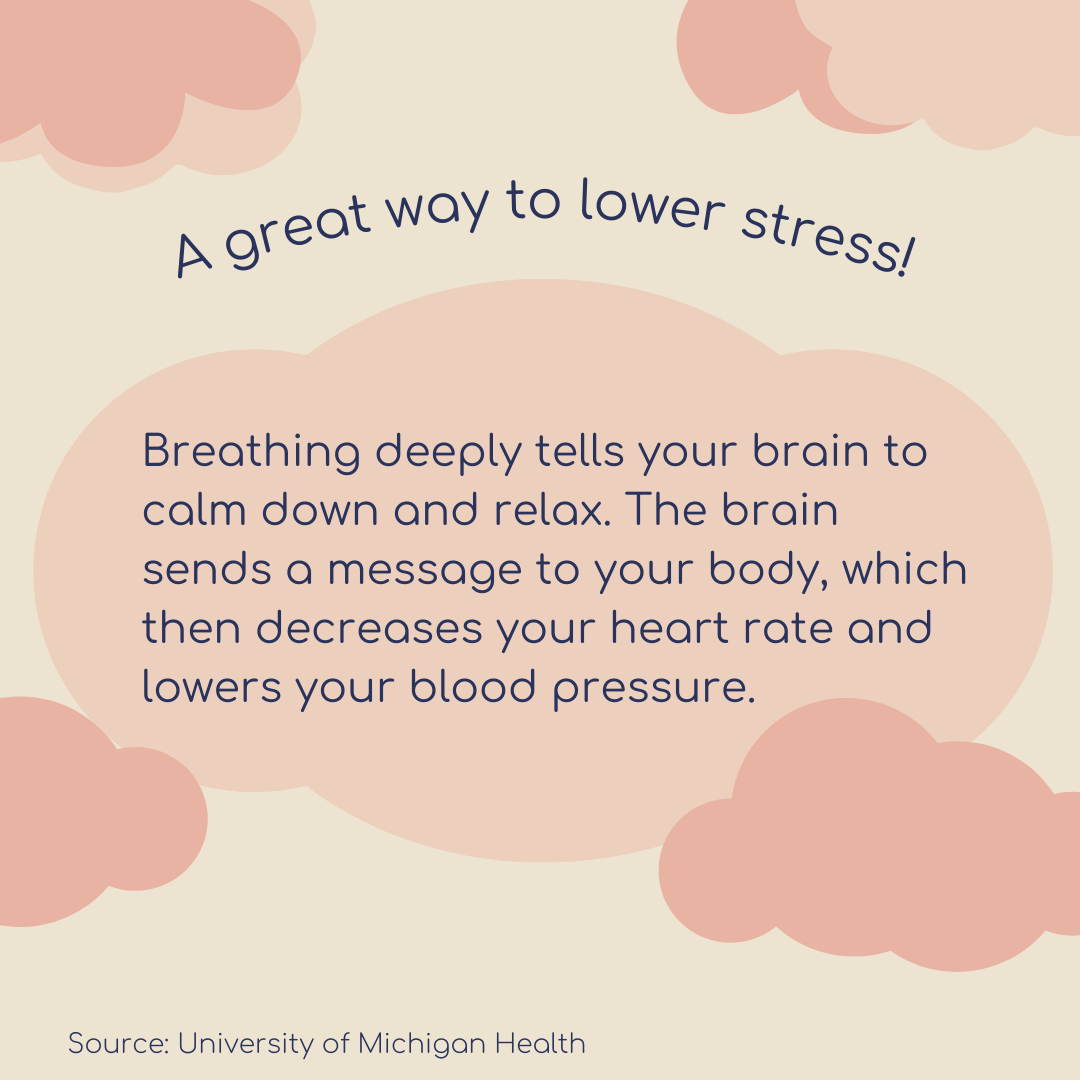 A great way to lower stress!
Breathing deeply tells your brain to
calm down and relax. The brain
sends a message to your body, which
then decreases your heart rate and
lowers your blood pressure.
Source: University of Michigan Health